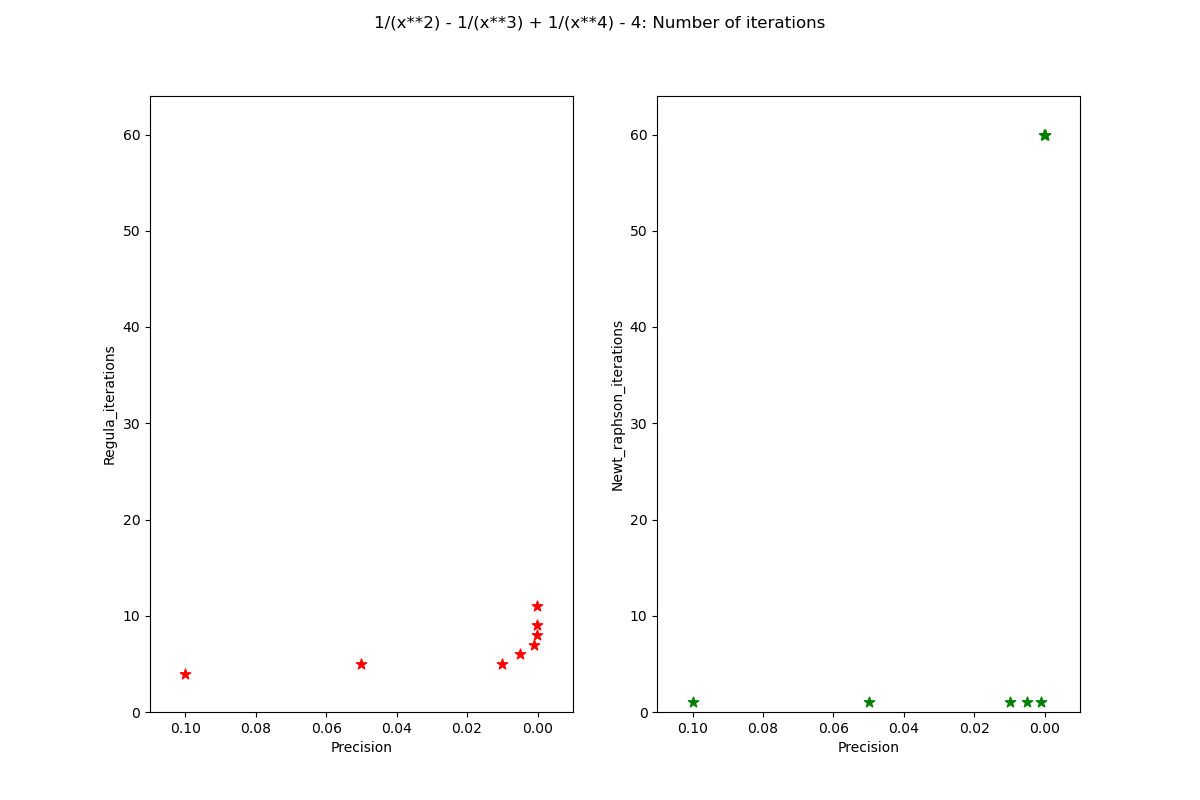 1/(x**2) - 1/(x**3) + 1/(x**4) - 4: Number of iterations
60
50
40
30
20
10
0
Regula_iterations
0.10 0.08 0.06 0.04 0.02 0.00
Precision
60
50
40
30
20
10
0
Newt_raphson_iterations
0.10 0.08 0.06 0.04 0.02 0.00
Precision